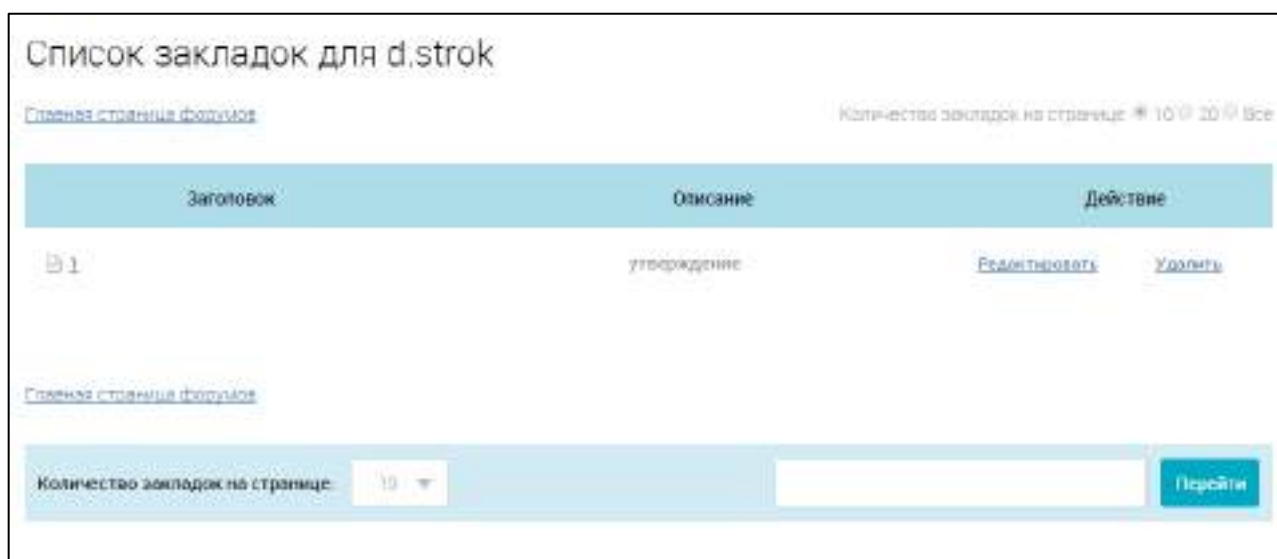 Список закладок для d.strok
Главная страница форумов Количество закладок на странице 10 20 Все
Заголовок Описание Действие
1 утверждение Редактировать Удалить
Главная страница форумов
Количество закладок на странице 10 Перейти